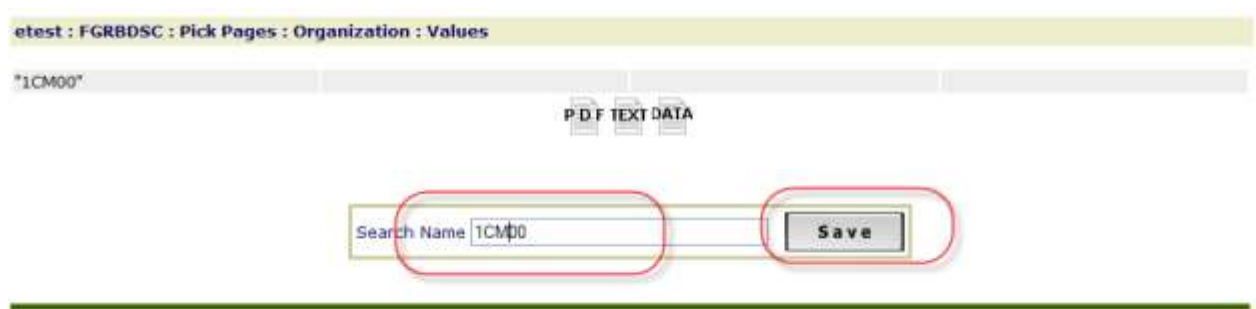 etest : FGRBDSC : Pick Pages : Organization : Values
"1CM00"
PDF TEXT DATA
Search Name 1CM00 Save